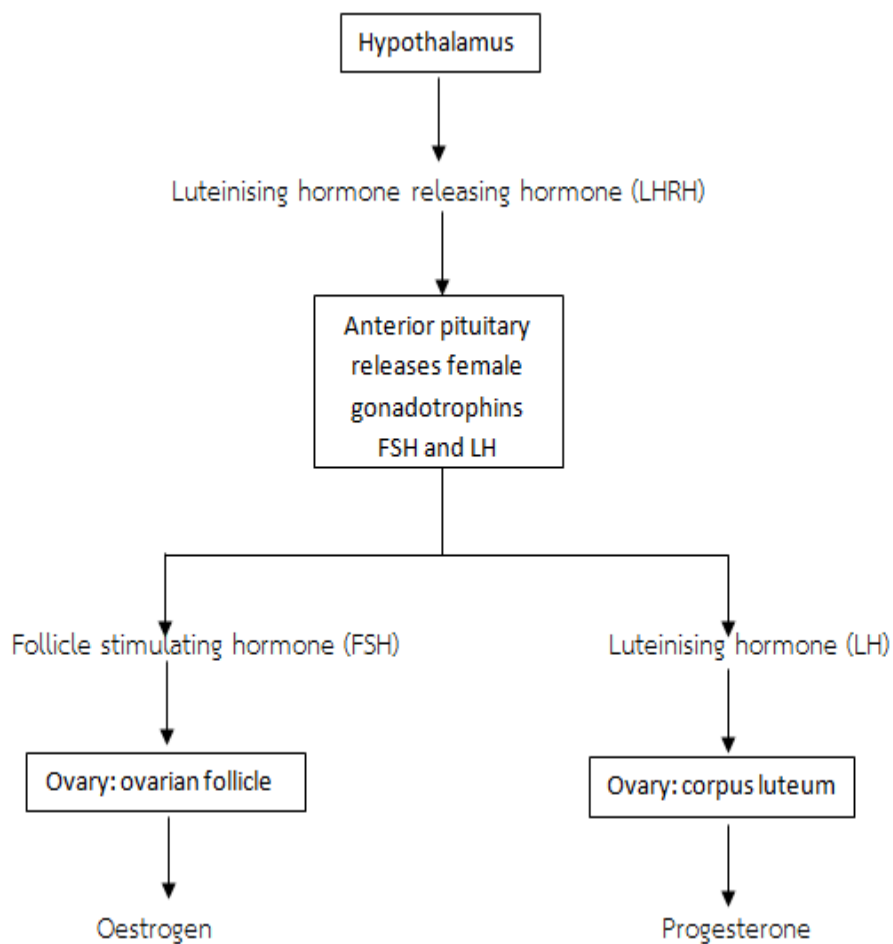 Hypothalamus
Luteinising hormone releasing hormone (LHRH)
Anterior pituitary
releases female
gonadotrophins
FSH and LH
Follicle stimulating hormone (FSH)
Luteinising hormone (LH)
Ovary: ovarian follicle
Ovary: corpus luteum
Oestrogen
Progesterone